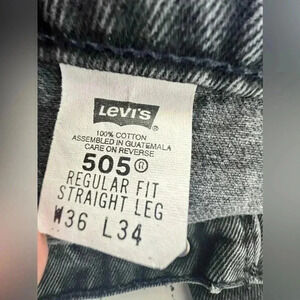 LEVI'S®
100% COTTON
ASSEMBLED IN GUATEMALA
CARE ON REVERSE
505®
REGULAR FIT
STRAIGHT LEG
W36 L34